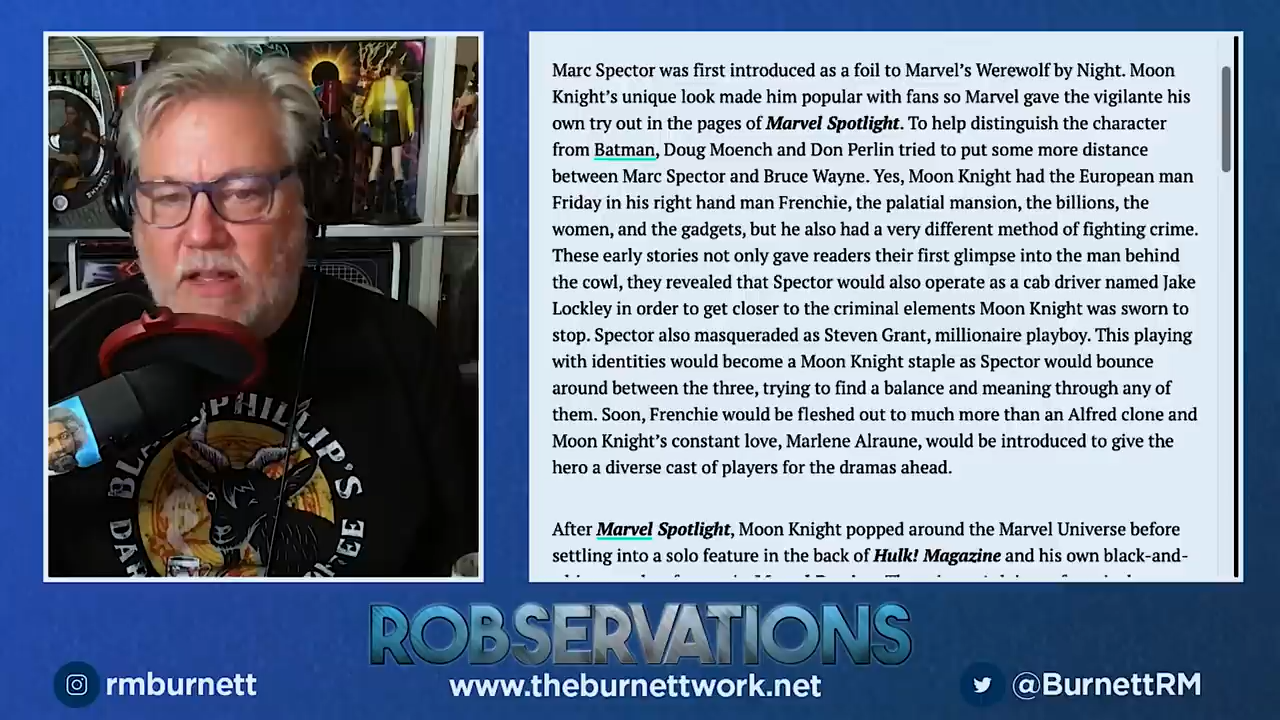 Marc Spector was first introduced as a foil to Marvel's Werewolf by Night. Moon
Knight's unique look made him popular with fans so Marvel gave the vigilante his
own try out in the pages of Marvel Spotlight. To help distinguish the character
from Batman, Doug Moench and Don Perlin tried to put some more distance
between Marc Spector and Bruce Wayne. Yes, Moon Knight had the European man
Friday in his right hand man Frenchie, the palatial mansion, the billions, the
women, and the gadgets, but he also had a very different method of fighting crime.
These early stories not only gave readers their first glimpse into the man behind
the cowl, they revealed that Spector would also operate as a cab driver named Jake
Lockley in order to get closer to the criminal elements Moon Knight was sworn to
stop. Spector also masqueraded as Steven Grant, millionaire playboy. This playing
with identities would become a Moon Knight staple as Spector would bounce
around between the three, trying to find a balance and meaning through any of
them. Soon, Frenchie would be fleshed out to much more than an Alfred clone and
Moon Knight's constant love, Marlene Alraune, would be introduced to give the
hero a diverse cast of players for the dramas ahead.
After Marvel Spotlight, Moon Knight popped around the Marvel Universe before
settling into a solo feature in the back of Hulk! Magazine and his own black-and-
ROBSERVATIONS
rmburnett
www.theburnettwork.net
@BurnettRM